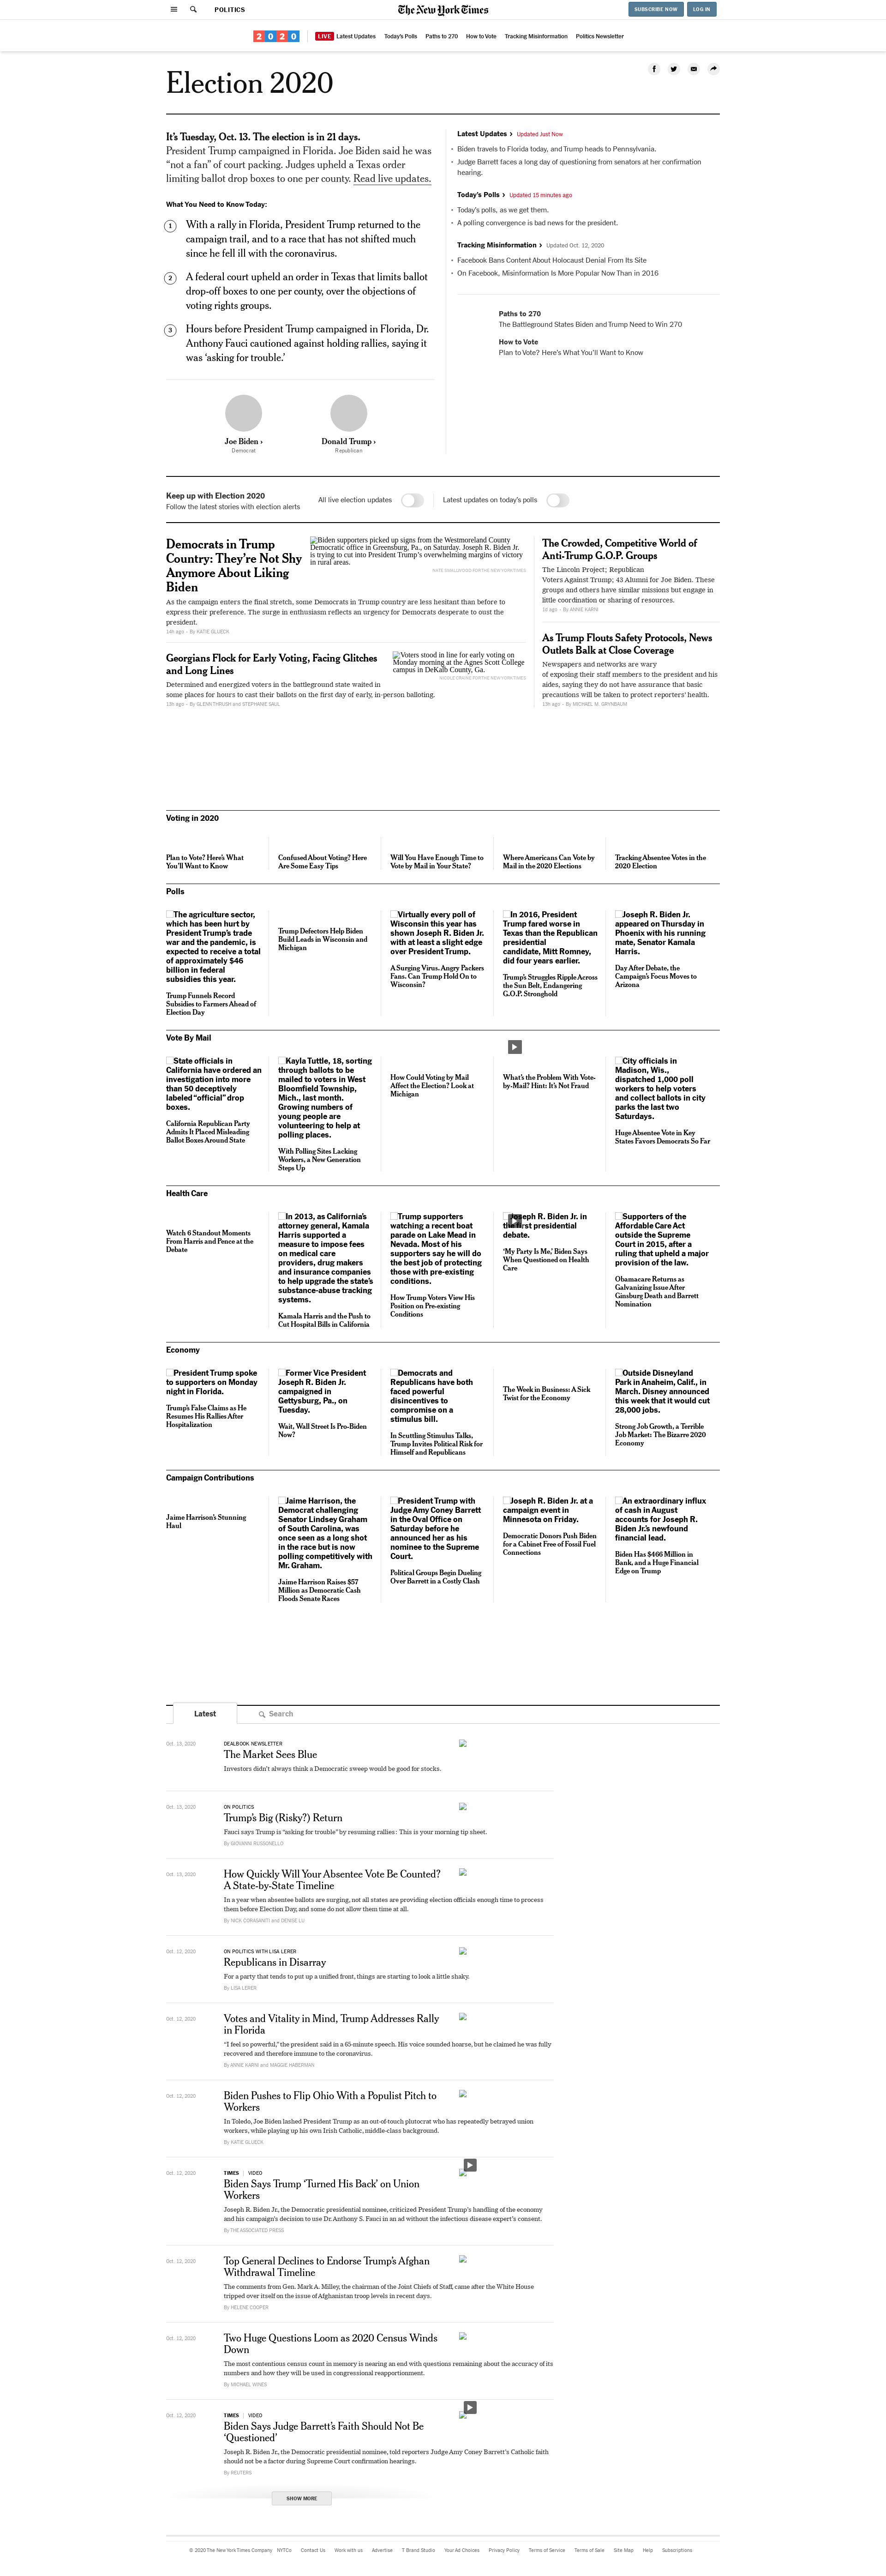 POLITICS
The New York Times
SUBSCRIBE NOW
LOG IN
2020
LIVE Latest Updates
Today's Polls
Paths to 270
How to Vote
Tracking Misinformation
Politics Newsletter
Election 2020
It's Tuesday, Oct. 13. The election is in 21 days.
President Trump campaigned in Florida. Joe Biden said he was
“not a fan” of court packing. Judges upheld a Texas order
limiting ballot drop boxes to one per county. Read live updates.
What You Need to Know Today:
1
With a rally in Florida, President Trump returned to the
campaign trail, and to a race that has not shifted much
since he fell ill with the coronavirus.
2
A federal court upheld an order in Texas that limits ballot
drop-off boxes to one per county, over the objections of
voting rights groups.
3
Hours before President Trump campaigned in Florida, Dr.
Anthony Fauci cautioned against holding rallies, saying it
was ‘asking for trouble.’
Joe Biden ›
Democrat
Donald Trump ›
Republican
Latest Updates › Updated Just Now
• Biden travels to Florida today, and Trump heads to Pennsylvania.
• Judge Barrett faces a long day of questioning from senators at her confirmation
hearing.
Today's Polls › Updated 15 minutes ago
• Today's polls, as we get them.
• A polling convergence is bad news for the president.
Tracking Misinformation › Updated Oct. 12, 2020
• Facebook Bans Content About Holocaust Denial From Its Site
• On Facebook, Misinformation Is More Popular Now Than in 2016
Paths to 270
The Battleground States Biden and Trump Need to Win 270
How to Vote
Plan to Vote? Here's What You'll Want to Know
Keep up with Election 2020
Follow the latest stories with election alerts
All live election updates
Latest updates on today's polls
Democrats in Trump
Country: They're Not Shy
Anymore About Liking
Biden
Biden supporters picked up signs from the Westmoreland County
Democratic office in Greensburg, Pa., on Saturday. Joseph R. Biden Jr.
is trying to cut into President Trump's overwhelming margins of victory
in rural areas.
NATE SMALLWOOD FOR THE NEW YORK TIMES
As the campaign enters the final stretch, some Democrats in Trump country are less hesitant than before to
express their preference. The surge in enthusiasm reflects an urgency for Democrats desperate to oust the
president.
14h ago · By KATIE GLUECK
Georgians Flock for Early Voting, Facing Glitches
and Long Lines
Voters stood in line for early voting on
Monday morning at the Agnes Scott College
campus in DeKalb County, Ga.
NICOLE CRAINE FOR THE NEW YORK TIMES
Determined and energized voters in the battleground state waited in
some places for hours to cast their ballots on the first day of early, in-person balloting.
13h ago · By GLENN THRUSH and STEPHANIE SAUL
The Crowded, Competitive World of
Anti-Trump G.O.P. Groups
The Lincoln Project; Republican
Voters Against Trump; 43 Alumni for Joe Biden. These
groups and others have similar missions but engage in
little coordination or sharing of resources.
1d ago · By ANNIE KARNI
As Trump Flouts Safety Protocols, News
Outlets Balk at Close Coverage
Newspapers and networks are wary
of exposing their staff members to the president and his
aides, saying they do not have assurance that basic
precautions will be taken to protect reporters' health.
13h ago · By MICHAEL M. GRYNBAUM
Voting in 2020
Plan to Vote? Here's What
You'll Want to Know
Confused About Voting? Here
Are Some Easy Tips
Will You Have Enough Time to
Vote by Mail in Your State?
Where Americans Can Vote by
Mail in the 2020 Elections
Tracking Absentee Votes in the
2020 Election
Polls
The agriculture sector,
which has been hurt by
President Trump's trade
war and the pandemic, is
expected to receive a total
of approximately $46
billion in federal
subsidies this year.
Trump Funnels Record
Subsidies to Farmers Ahead of
Election Day
Trump Defectors Help Biden
Build Leads in Wisconsin and
Michigan
Virtually every poll of
Wisconsin this year has
shown Joseph R. Biden Jr.
with at least a slight edge
over President Trump.
A Surging Virus. Angry Packers
Fans. Can Trump Hold On to
Wisconsin?
In 2016, President
Trump fared worse in
Texas than the Republican
presidential
candidate, Mitt Romney,
did four years earlier.
Trump's Struggles Ripple Across
the Sun Belt, Endangering
G.O.P. Stronghold
Joseph R. Biden Jr.
appeared on Thursday in
Phoenix with his running
mate, Senator Kamala
Harris.
Day After Debate, the
Campaign's Focus Moves to
Arizona
Vote By Mail
State officials in
California have ordered an
investigation into more
than 50 deceptively
labeled “official” drop
boxes.
California Republican Party
Admits It Placed Misleading
Ballot Boxes Around State
Kayla Tuttle, 18, sorting
through ballots to be
mailed to voters in West
Bloomfield Township,
Mich., last month.
Growing numbers of
young people are
volunteering to help at
polling places.
With Polling Sites Lacking
Workers, a New Generation
Steps Up
How Could Voting by Mail
Affect the Election? Look at
Michigan
What's the Problem With Vote-
by-Mail? Hint: It's Not Fraud
City officials in
Madison, Wis.,
dispatched 1,000 poll
workers to help voters
and collect ballots in city
parks the last two
Saturdays.
Huge Absentee Vote in Key
States Favors Democrats So Far
Health Care
Watch 6 Standout Moments
From Harris and Pence at the
Debate
In 2013, as California's
attorney general, Kamala
Harris supported a
measure to impose fees
on medical care
providers, drug makers
and insurance companies
to help upgrade the state's
substance-abuse tracking
systems.
Kamala Harris and the Push to
Cut Hospital Bills in California
Trump supporters
watching a recent boat
parade on Lake Mead in
Nevada. Most of his
supporters say he will do
the best job of protecting
those with pre-existing
conditions.
How Trump Voters View His
Position on Pre-existing
Conditions
Joseph R. Biden Jr. in
the first presidential
debate.
‘My Party Is Me,’ Biden Says
When Questioned on Health
Care
Supporters of the
Affordable Care Act
outside the Supreme
Court in 2015, after a
ruling that upheld a major
provision of the law.
Obamacare Returns as
Galvanizing Issue After
Ginsburg Death and Barrett
Nomination
Economy
President Trump spoke
to supporters on Monday
night in Florida.
Trump's False Claims as He
Resumes His Rallies After
Hospitalization
Former Vice President
Joseph R. Biden Jr.
campaigned in
Gettysburg, Pa., on
Tuesday.
Wait, Wall Street Is Pro-Biden
Now?
Democrats and
Republicans have both
faced powerful
disincentives to
compromise on a
stimulus bill.
In Scuttling Stimulus Talks,
Trump Invites Political Risk for
Himself and Republicans
The Week in Business: A Sick
Twist for the Economy
Outside Disneyland
Park in Anaheim, Calif., in
March. Disney announced
this week that it would cut
28,000 jobs.
Strong Job Growth, a Terrible
Job Market: The Bizarre 2020
Economy
Campaign Contributions
Jaime Harrison's Stunning
Haul
Jaime Harrison, the
Democrat challenging
Senator Lindsey Graham
of South Carolina, was
once seen as a long shot
in the race but is now
polling competitively with
Mr. Graham.
Jaime Harrison Raises $57
Million as Democratic Cash
Floods Senate Races
President Trump with
Judge Amy Coney Barrett
in the Oval Office on
Saturday before he
announced her as his
nominee to the Supreme
Court.
Political Groups Begin Dueling
Over Barrett in a Costly Clash
Joseph R. Biden Jr. at a
campaign event in
Minnesota on Friday.
Democratic Donors Push Biden
for a Cabinet Free of Fossil Fuel
Connections
An extraordinary influx
of cash in August
accounts for Joseph R.
Biden Jr.'s newfound
financial lead.
Biden Has $466 Million in
Bank, and a Huge Financial
Edge on Trump
Latest
Search
Oct. 13, 2020
DEALBOOK NEWSLETTER
The Market Sees Blue
Investors didn't always think a Democratic sweep would be good for stocks.
Oct. 13, 2020
ON POLITICS
Trump's Big (Risky?) Return
Fauci says Trump is “asking for trouble” by resuming rallies: This is your morning tip sheet.
By GIOVANNI RUSSONELLO
Oct. 13, 2020
How Quickly Will Your Absentee Vote Be Counted?
A State-by-State Timeline
In a year when absentee ballots are surging, not all states are providing election officials enough time to process
them before Election Day, and some do not allow them time at all.
By NICK CORASANITI and DENISE LU
Oct. 12, 2020
ON POLITICS WITH LISA LERER
Republicans in Disarray
For a party that tends to put up a unified front, things are starting to look a little shaky.
By LISA LERER
Oct. 12, 2020
Votes and Vitality in Mind, Trump Addresses Rally
in Florida
“I feel so powerful,” the president said in a 65-minute speech. His voice sounded hoarse, but he claimed he was fully
recovered and therefore immune to the coronavirus.
By ANNIE KARNI and MAGGIE HABERMAN
Oct. 12, 2020
Biden Pushes to Flip Ohio With a Populist Pitch to
Workers
In Toledo, Joe Biden lashed President Trump as an out-of-touch plutocrat who has repeatedly betrayed union
workers, while playing up his own Irish Catholic, middle-class background.
By KATIE GLUECK
Oct. 12, 2020
TIMES | VIDEO
Biden Says Trump ‘Turned His Back’ on Union
Workers
Joseph R. Biden Jr., the Democratic presidential nominee, criticized President Trump's handling of the economy
and his campaign's decision to use Dr. Anthony S. Fauci in an ad without the infectious disease expert's consent.
By THE ASSOCIATED PRESS
Oct. 12, 2020
Top General Declines to Endorse Trump's Afghan
Withdrawal Timeline
The comments from Gen. Mark A. Milley, the chairman of the Joint Chiefs of Staff, came after the White House
tripped over itself on the issue of Afghanistan troop levels in recent days.
By HELENE COOPER
Oct. 12, 2020
Two Huge Questions Loom as 2020 Census Winds
Down
The most contentious census count in memory is nearing an end with questions remaining about the accuracy of its
numbers and how they will be used in congressional reapportionment.
By MICHAEL WINES
Oct. 12, 2020
TIMES | VIDEO
Biden Says Judge Barrett's Faith Should Not Be
‘Questioned’
Joseph R. Biden Jr., the Democratic presidential nominee, told reporters Judge Amy Coney Barrett's Catholic faith
should not be a factor during Supreme Court confirmation hearings.
By REUTERS
SHOW MORE
© 2020 The New York Times Company
NYTCo
Contact Us
Work with us
Advertise
T Brand Studio
Your Ad Choices
Privacy Policy
Terms of Service
Terms of Sale
Site Map
Help
Subscriptions